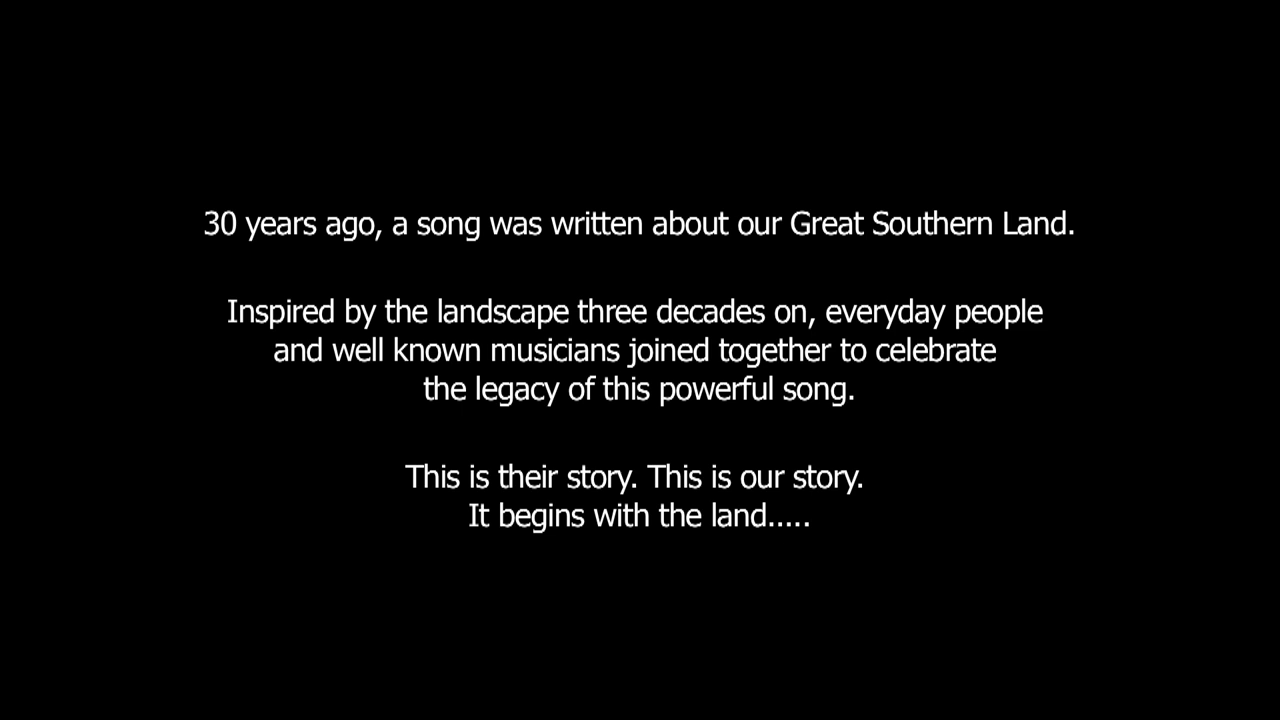 30 years ago, a song was written about our Great Southern Land.
Inspired by the landscape three decades on, everyday people
and well known musicians joined together to celebrate
the legacy of this powerful song.
This is their story. This is our story.
It begins with the land.....